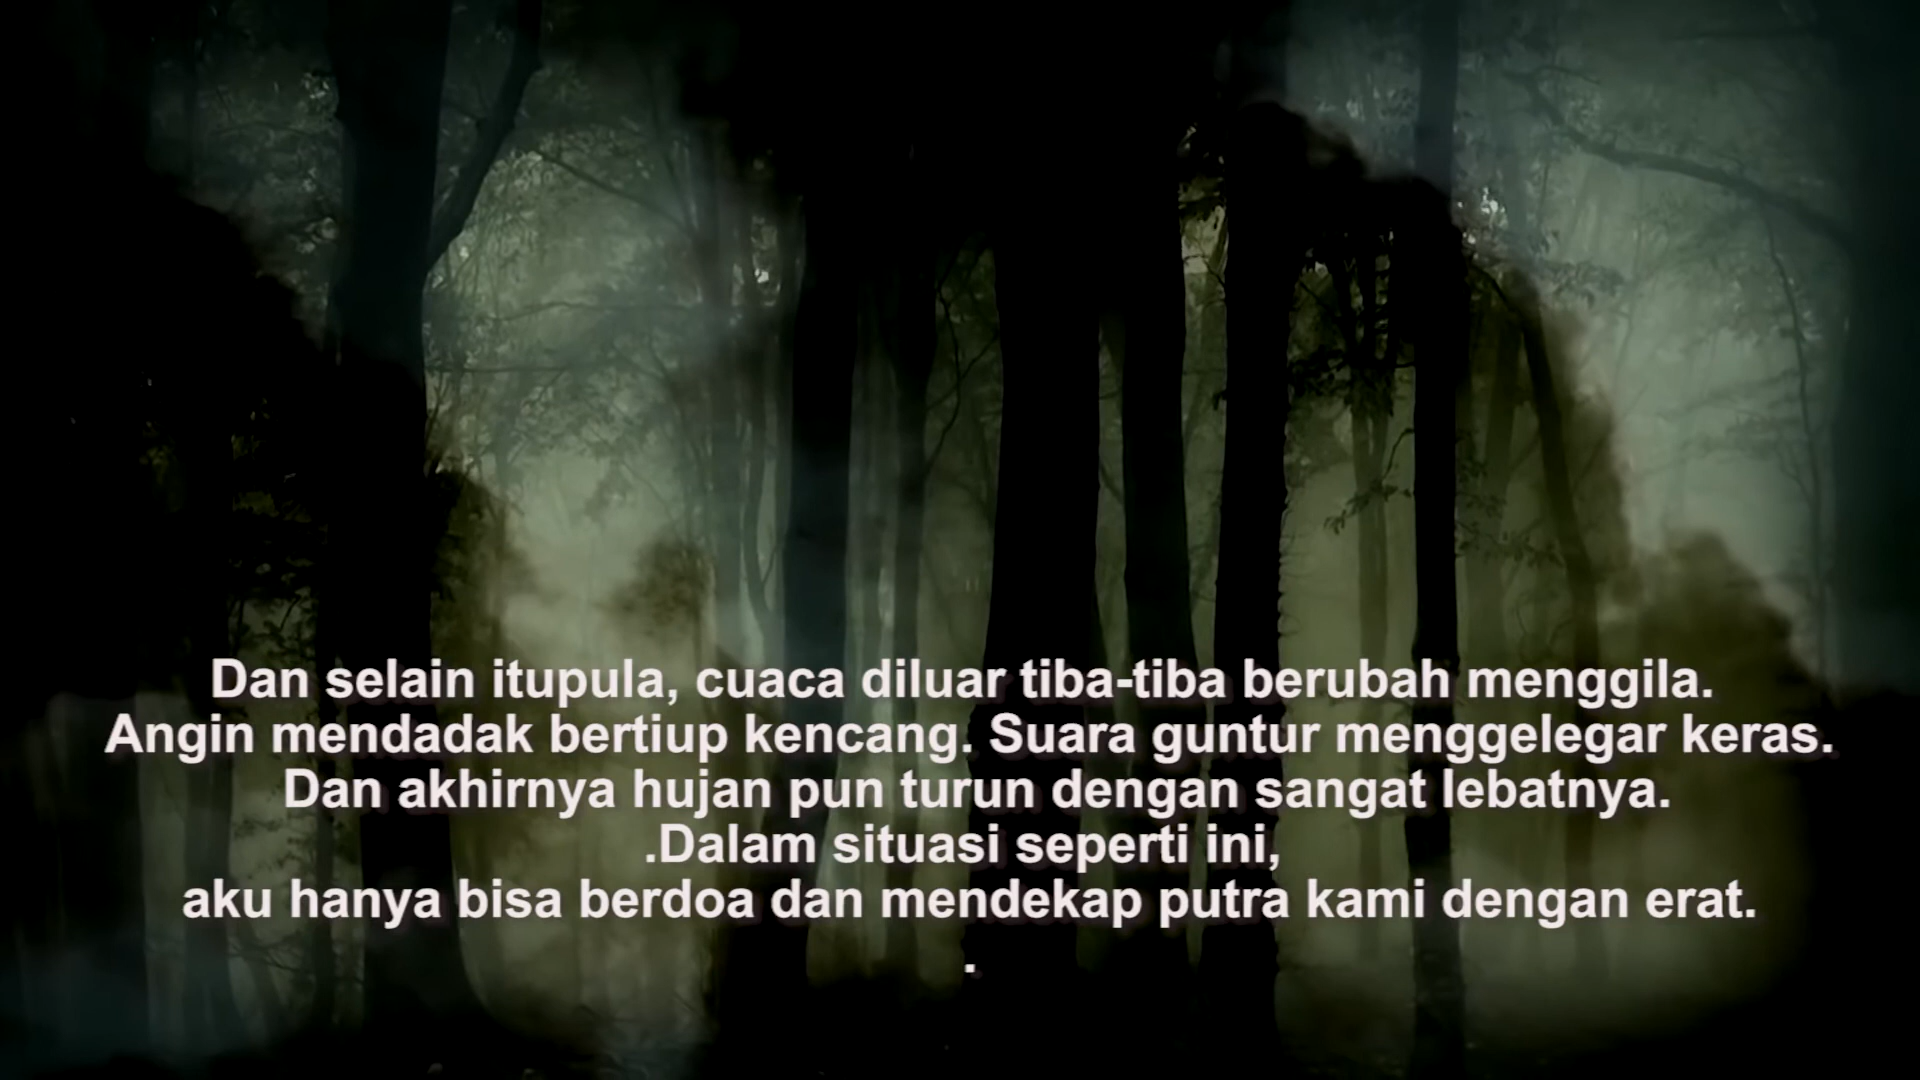 Dan selain itupula, cuaca diluar tiba-tiba berubah menggila.
Angin mendadak bertiup kencang. Suara guntur menggelegar keras.
Dan akhirnya hujan pun turun dengan sangat lebatnya.
.Dalam situasi seperti ini,
aku hanya bisa berdoa dan mendekap putra kami dengan erat.
.